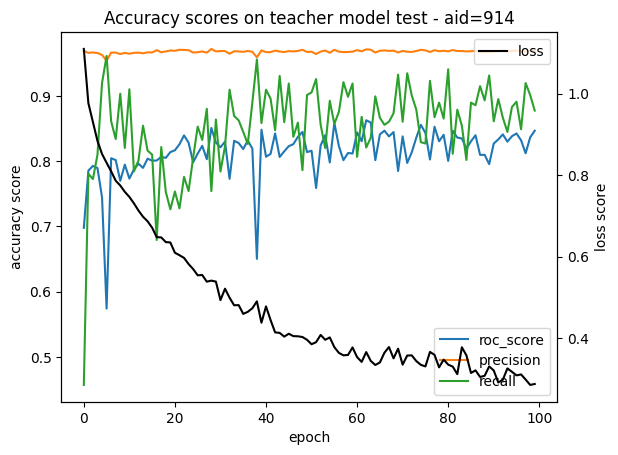 Accuracy scores on teacher model test - aid=914
loss
accuracy score
0.9
0.8
0.7
0.6
0.5
1.0
0.8
0.6
0.4
loss score
roc_score
precision
recall
0
20
40
60
80
100
epoch